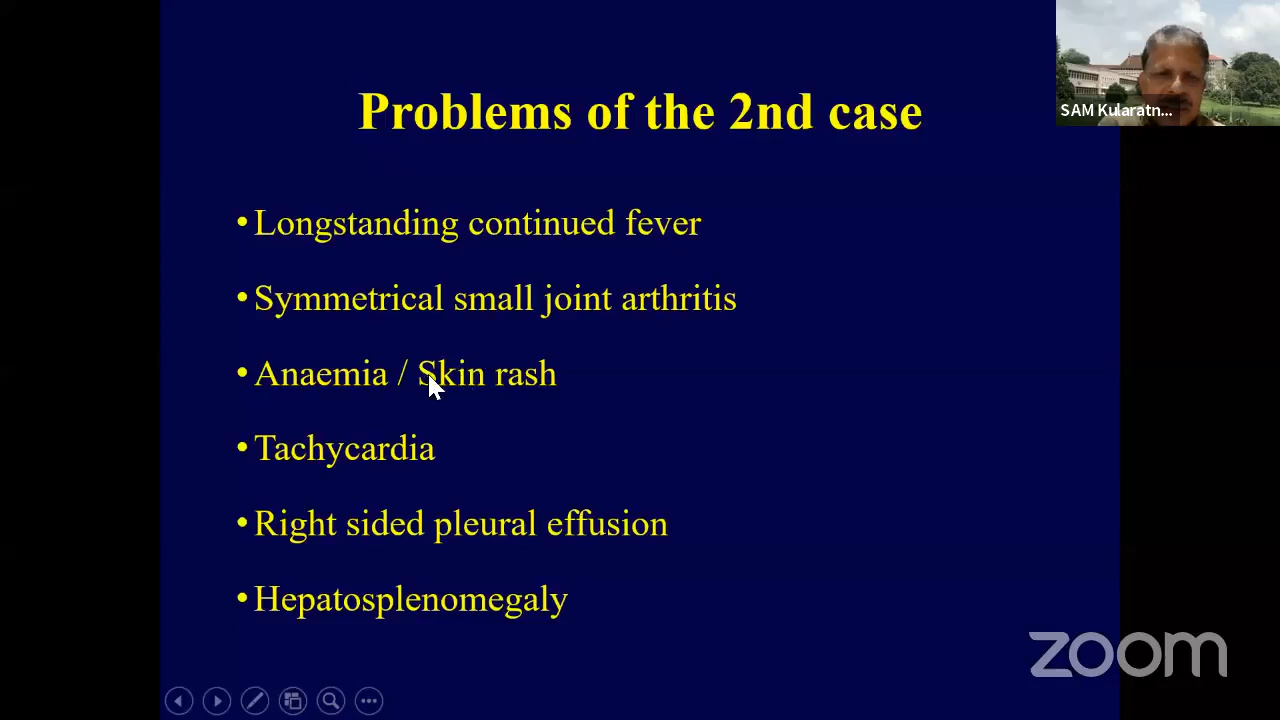 Problems of the 2nd case
SAM Kularatn...
• Longstanding continued fever
• Symmetrical small joint arthritis
• Anaemia / Skin rash
• Tachycardia
• Right sided pleural effusion
• Hepatosplenomegaly
zoom